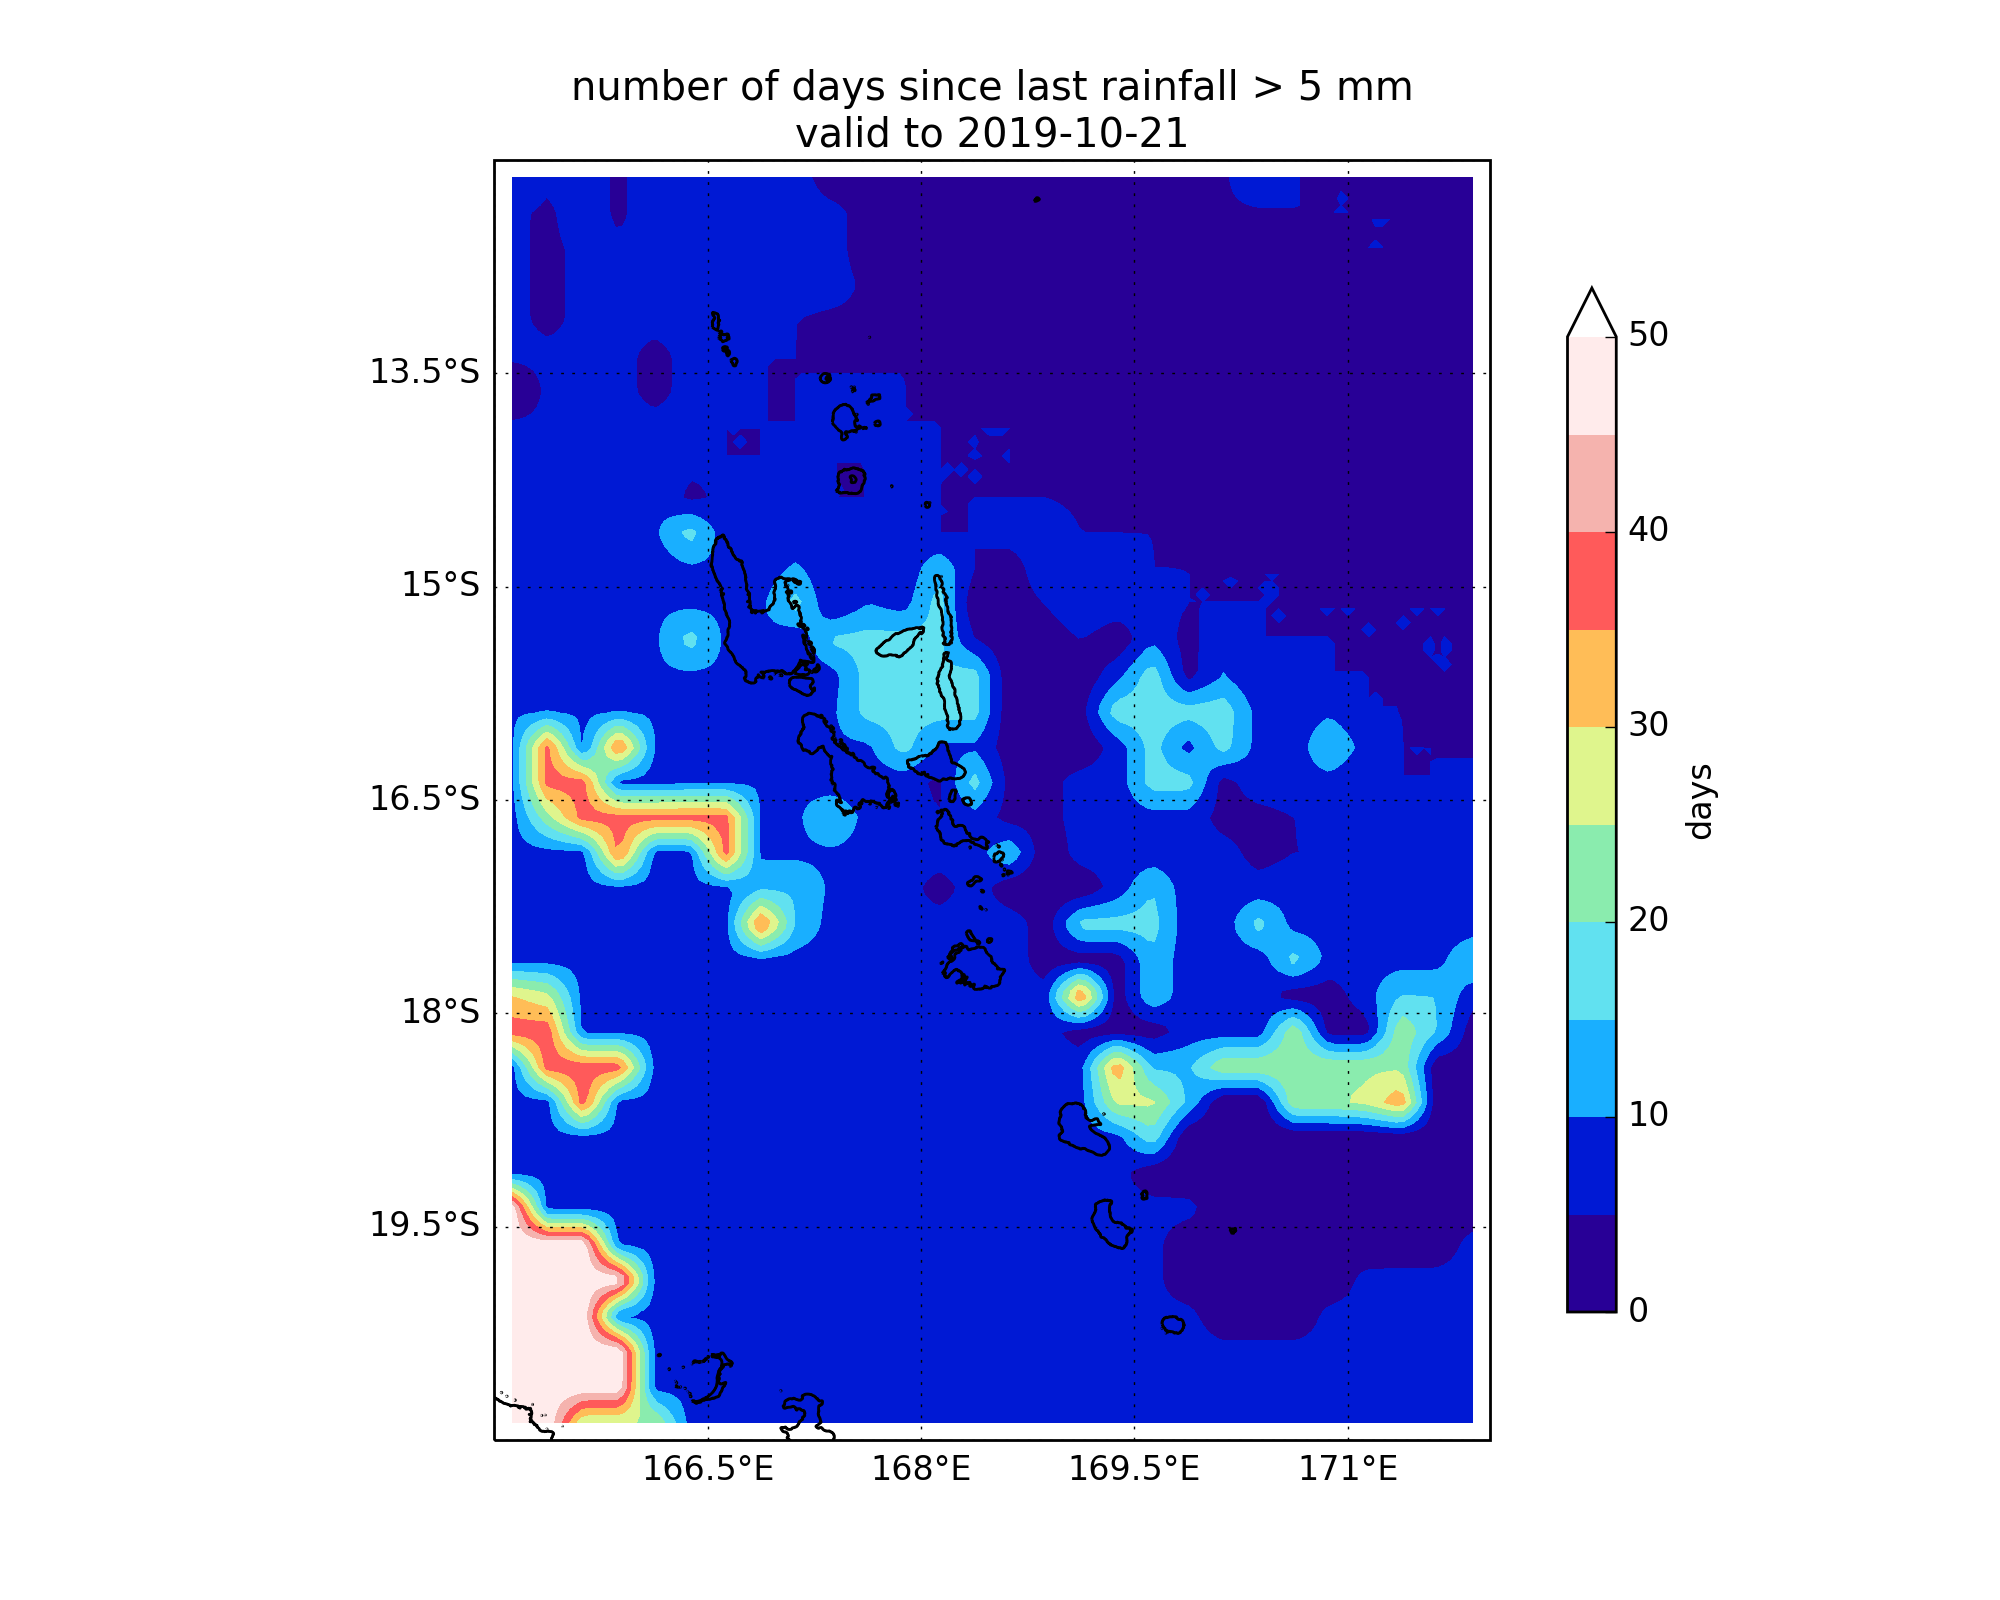 number of days since last rainfall > 5 mm
valid to 2019-10-21
13.5°S
15°S
16.5°S
18°S
19.5°S
166.5°E
168°E
169.5°E
171°E
50
40
30
20
10
0
days